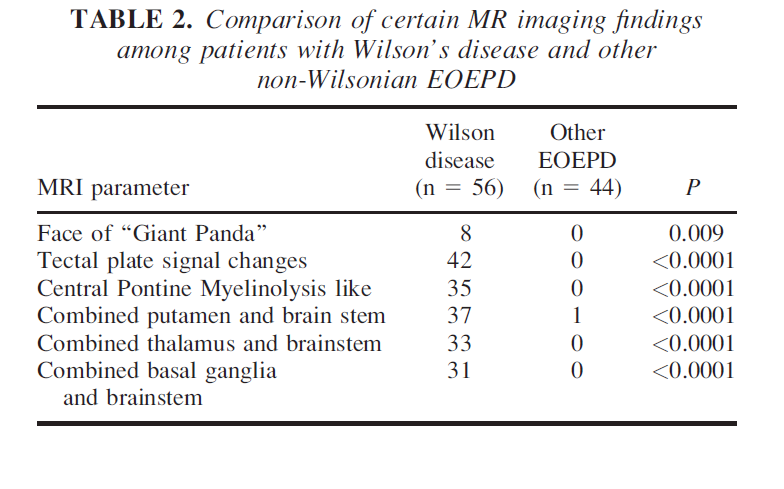 TABLE 2. Comparison of certain MR imaging findings
among patients with Wilson's disease and other
non-Wilsonian EOEPD
Wilson Other
disease EOEPD
MRI parameter (n = 56) (n = 44) P
Face of “Giant Panda” 8 0 0.009
Tectal plate signal changes 42 0 <0.0001
Central Pontine Myelinolysis like 35 0 <0.0001
Combined putamen and brain stem 37 1 <0.0001
Combined thalamus and brainstem 33 0 <0.0001
Combined basal ganglia 31 0 <0.0001
and brainstem